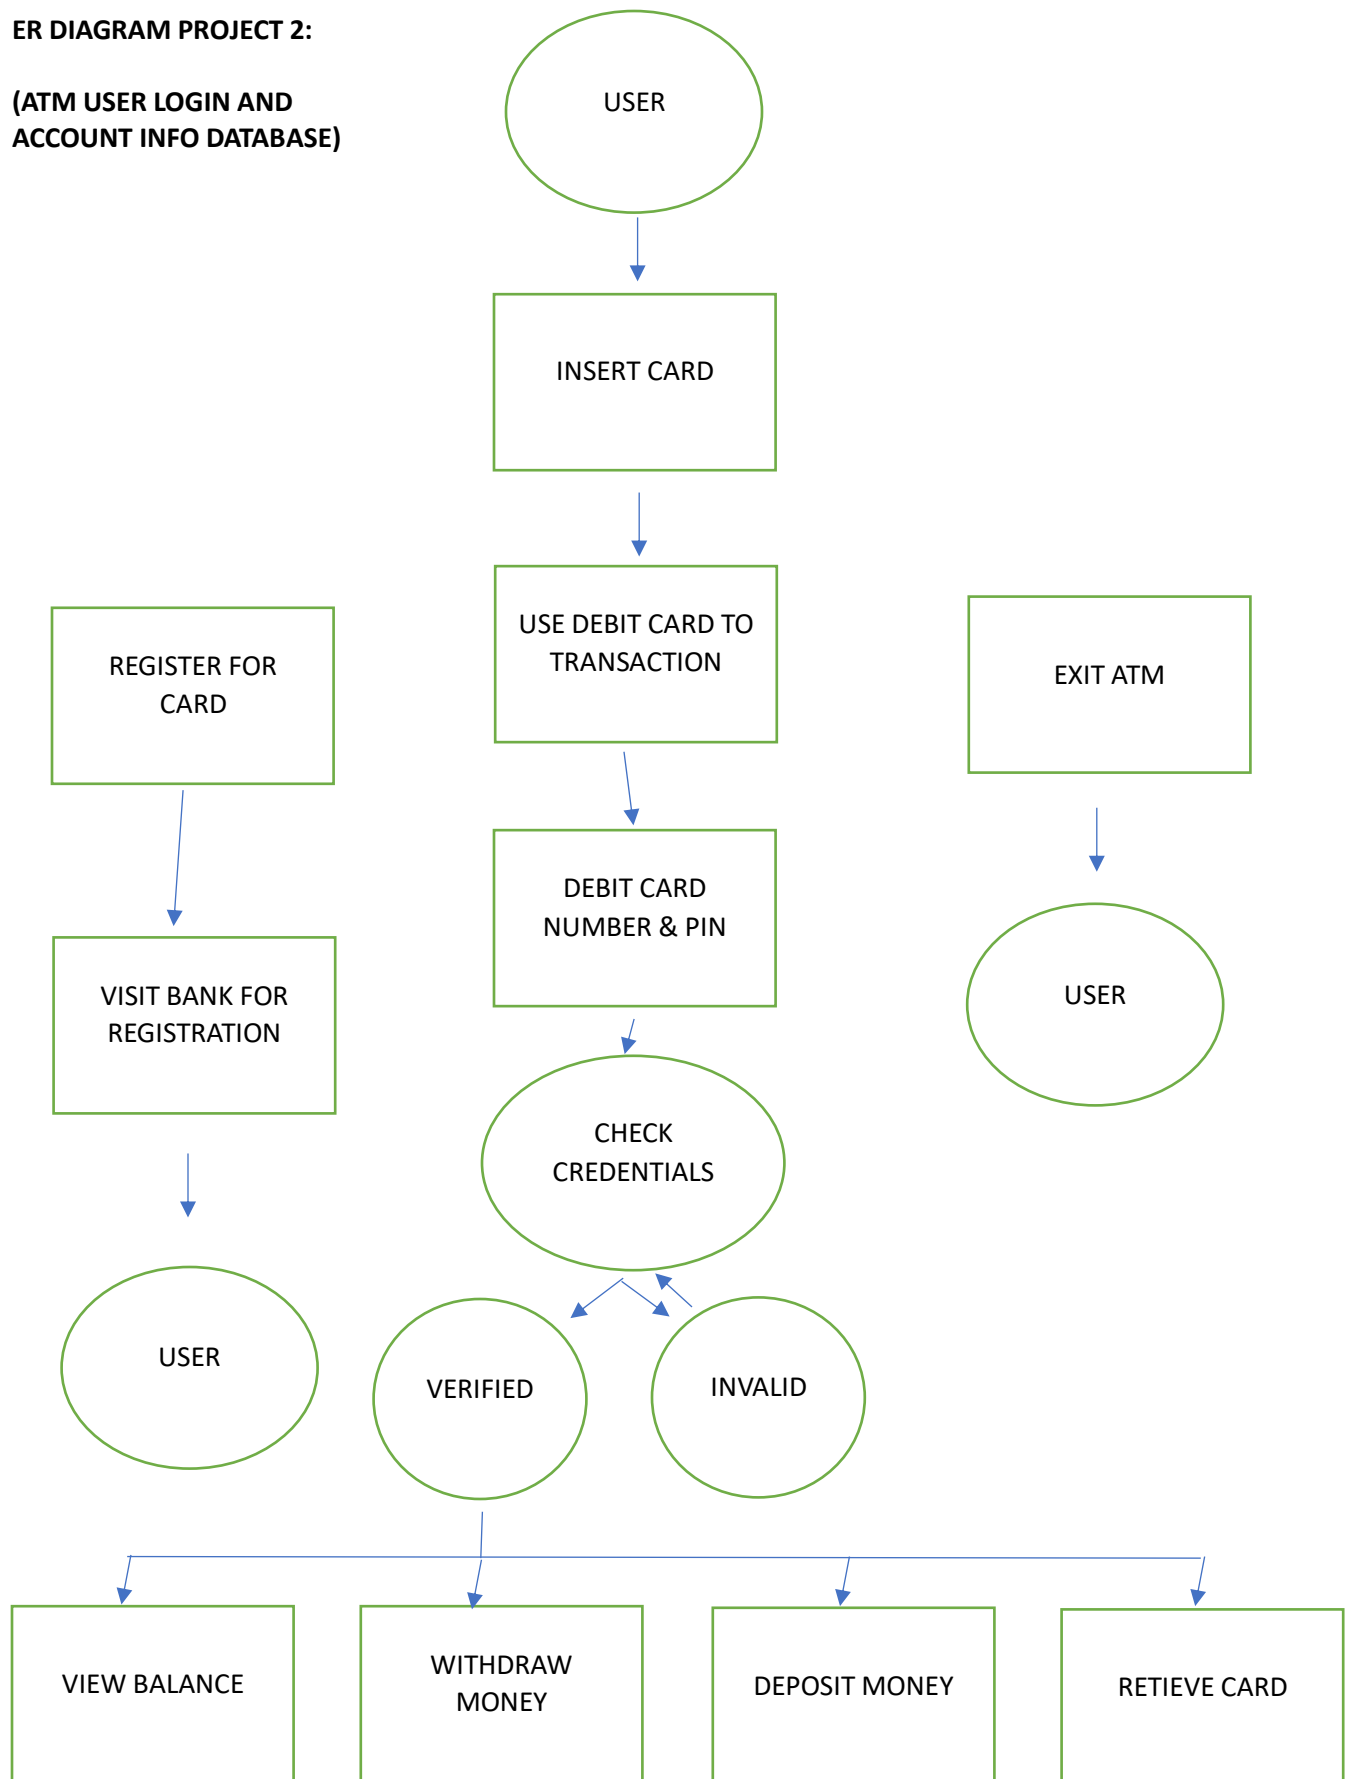 ER DIAGRAM PROJECT 2:
(ATM USER LOGIN AND
ACCOUNT INFO DATABASE)
USER
INSERT CARD
USE DEBIT CARD TO
TRANSACTION
REGISTER FOR
CARD
EXIT ATM
DEBIT CARD
NUMBER & PIN
VISIT BANK FOR
REGISTRATION
USER
CHECK
CREDENTIALS
USER
VERIFIED
INVALID
VIEW BALANCE
WITHDRAW
MONEY
DEPOSIT MONEY
RETIEVE CARD